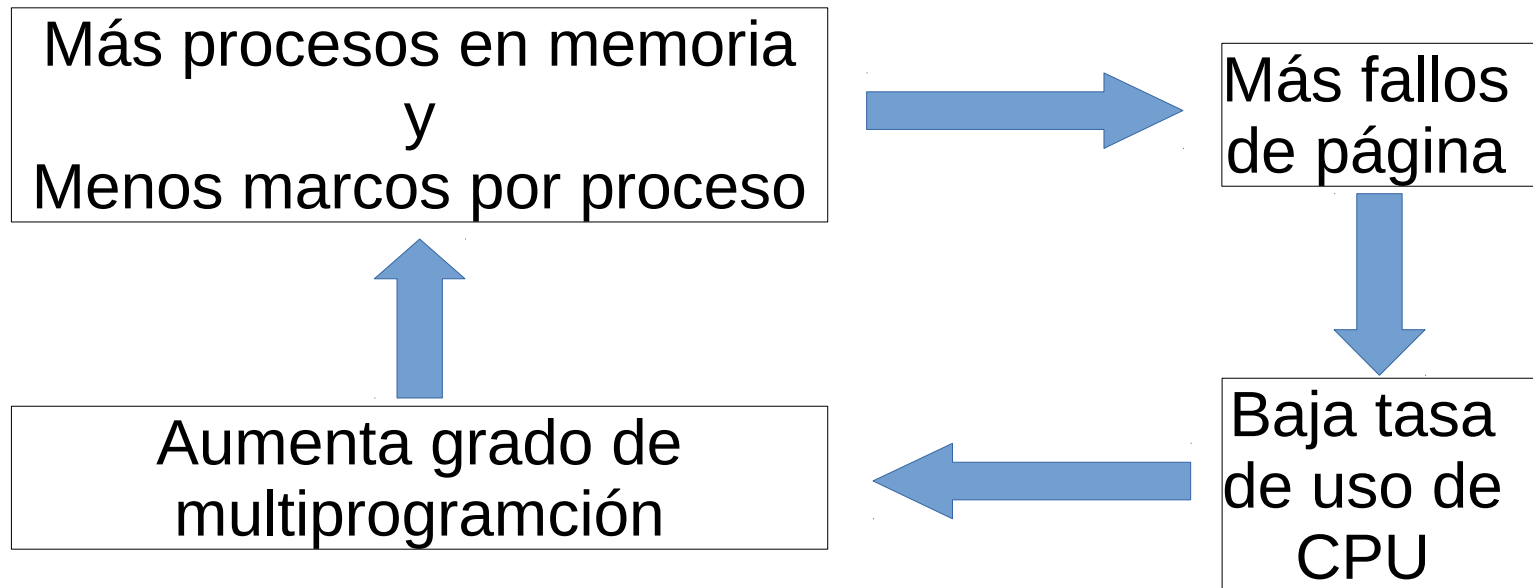 Más procesos en memoria
y
Menos marcos por proceso
Más fallos
de página
Baja tasa
de uso de
CPU
Aumenta grado de
multiprogramción